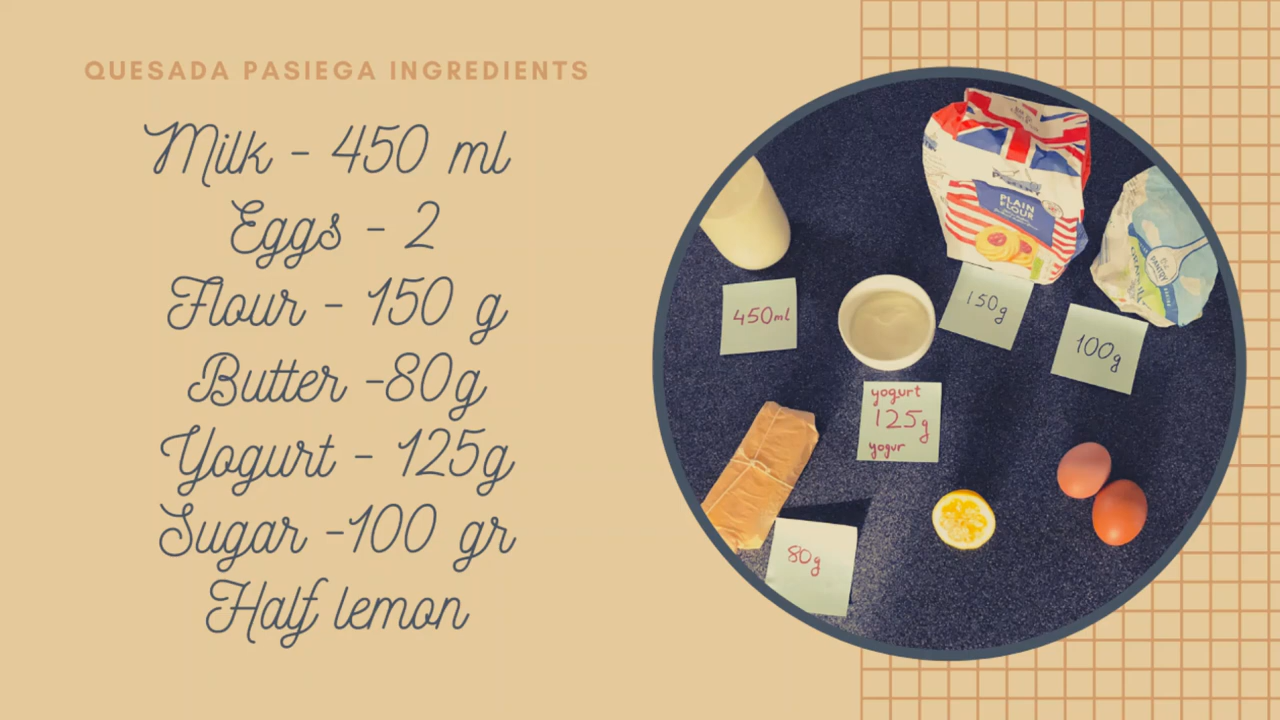 QUESADA PASIEGA INGREDIENTS
Milk - 450 ml
Eggs - 2
Flour - 150 g
Butter -80g
Yogurt - 125g
Sugar -100 gr
Half lemon
PLAIN
FLOUR
PANTRY
450ml
150g
100g
yogurt
125g
yogur
80g